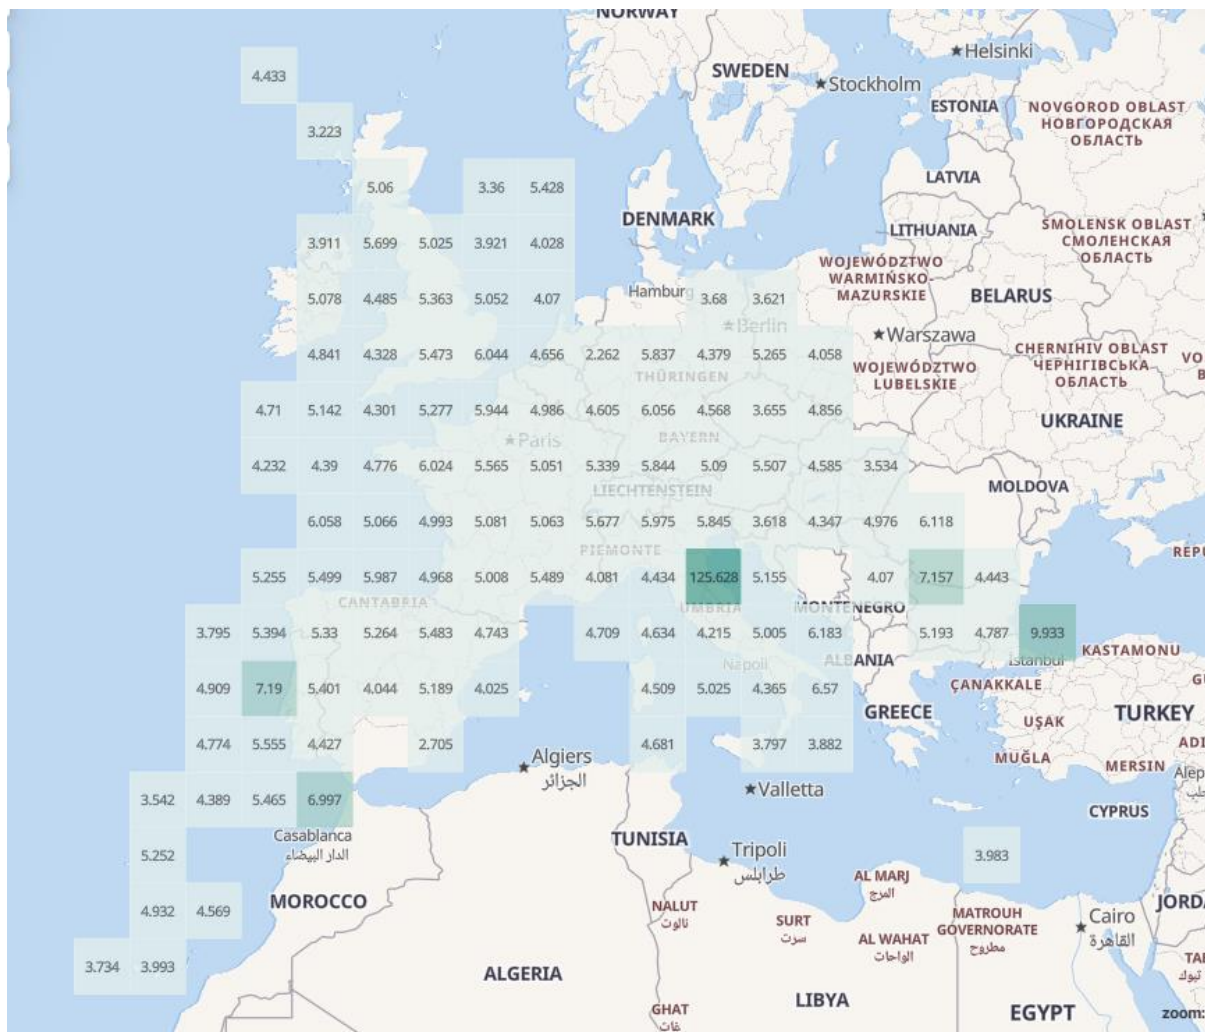 NORWAY
SWEDEN
Helsinki
Stockholm
4.433
ESTONIA
NOVGOROD OBLAST
НОВГОРОДСКАЯ
ОБЛАСТЬ
3.223
LATVIA
5.06 3.36 5.428
DENMARK
LITHUANIA
SMOLENSK OBLAST
СМОЛЕНСКАЯ
ОБЛАСТЬ
3.911 5.699 5.025 3.921 4.028
WOJEWÓDZTWO
WARMIŃSKO-
MAZURSKIE
BELARUS
Hamburg
5.078 4.485 5.363 5.052 4.07 3.68 3.621
Berlin
Warszawa
4.841 4.328 5.473 6.044 4.656 2.262 5.837 4.379 5.265 4.058
CHERNIHIV OBLAST
ЧЕРНІГІВСЬКА
ОБЛАСТЬ
VO
WOJEWÓDZTWO
LUBELSKIE
THÜRINGEN
4.71 5.142 4.301 5.277 5.944 4.986 4.605 6.056 4.568 3.655 4.856
UKRAINE
Paris
BAYERN
4.232 4.39 4.776 6.024 5.565 5.051 5.339 5.844 5.09 5.507 4.585 3.534
LIECHTENSTEIN
MOLDOVA
6.058 5.066 4.993 5.081 5.063 5.677 5.975 5.845 3.618 4.347 4.976 6.118
PIEMONTE
REPU
5.255 5.499 5.987 4.968 5.008 5.489 4.081 4.434 125.628 5.155 4.07 7.157 4.443
CANTABRIA
UMBRIA
MONTENEGRO
3.795 5.394 5.33 5.264 5.483 4.743 4.709 4.634 4.215 5.005 6.183 5.193 4.787 9.933
KASTAMONU
Napoli
ALBANIA
İstanbul
4.909 7.19 5.401 4.044 5.189 4.025 4.509 5.025 4.365 6.57
ÇANAKKALE
GREECE
UŞAK
TURKEY
4.774 5.555 4.427 2.705 4.681 3.797 3.882
ADI
MUĞLA
MERSIN
Algiers
الجزائر
Valletta
Alep
حلب
3.542 4.389 5.465 6.997
CYPRUS
Casablanca
الدار البيضاء
TUNISIA
Tripoli
طرابلس
5.252 3.983
AL MARJ
المرج
MOROCCO
4.932 4.569
NALUT
نالوت
SURT
سرت
MATROUH
GOVERNORATE
مطروح
Cairo
القاهرة
JORDA
AL WAHAT
الواحات
3.734 3.993
ALGERIA
TAB
تبوك
LIBYA
GHAT
غات
EGYPT
zoom: